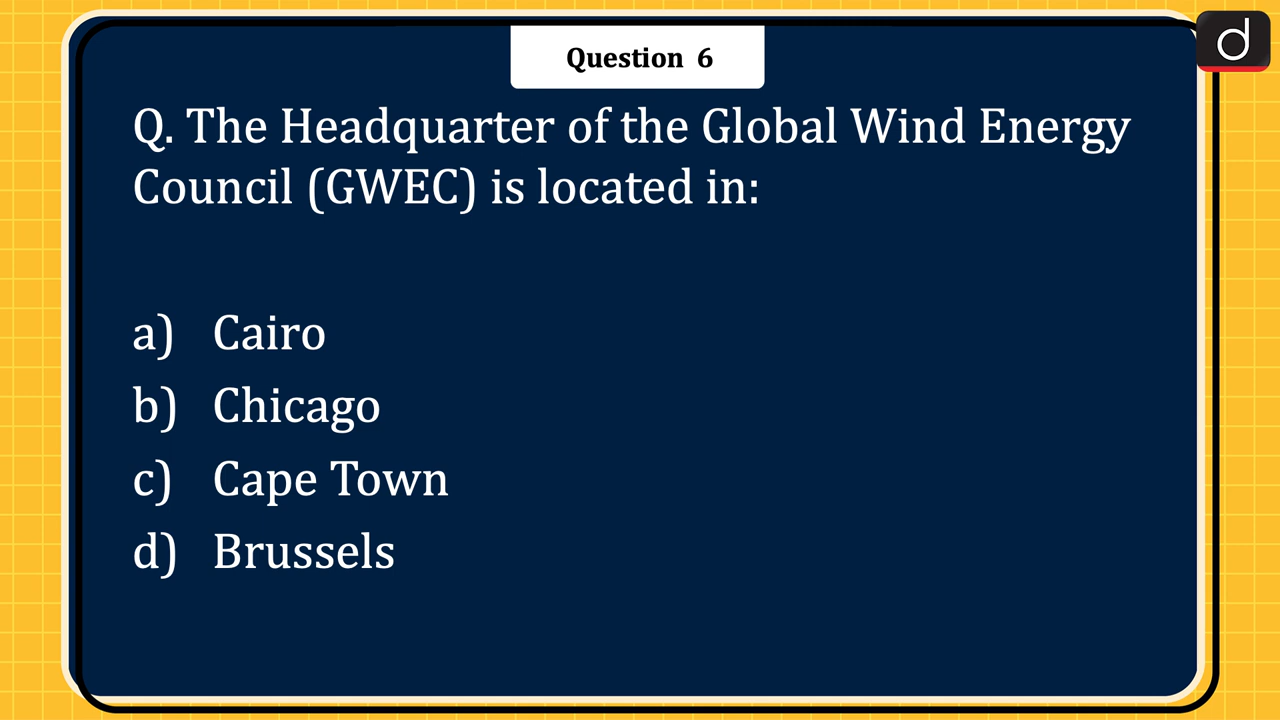 Question 6
d
Q. The Headquarter of the Global Wind Energy
Council (GWEC) is located in:
a) Cairo
b) Chicago
c) Cape Town
d) Brussels